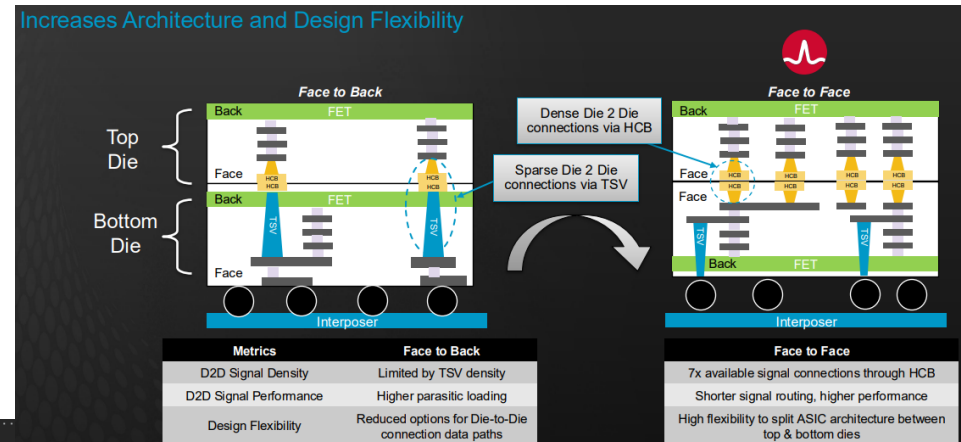 Increases Architecture and Design Flexibility
Face to Back
Face to Face
Top
Die
Bottom
Die
Back
FET
Face
HCB
HCB
HCB
HCB
Back
FET
TSV
TSV
Face
Interposer
Dense Die 2 Die
connections via HCB
Sparse Die 2 Die
connections via TSV
Back
FET
Face
HCB
HCB
HCB
HCB
Face
HCB
HCB
HCB
HCB
TSV
TSV
Back
FET
Interposer
Metrics
Face to Back
D2D Signal Density
Limited by TSV density
D2D Signal Performance
Higher parasitic loading
Design Flexibility
Reduced options for Die-to-Die
connection data paths
Face to Face
7x available signal connections through HCB
Shorter signal routing, higher performance
High flexibility to split ASIC architecture between
top & bottom dies